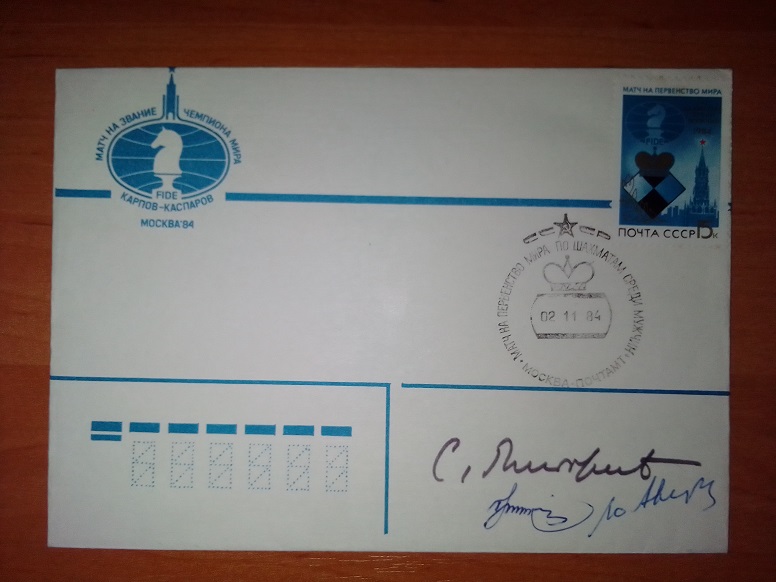 МАТЧ НА ЗВАНИЕ ЧЕМПИОНА МИРА
FIDE
КАРПОВ-КАСПАРОВ
МОСКВА'84
МАТЧ НА ПЕРВЕНСТВО МИРА
FIDE
ПОЧТА СССР 15к
МАТЧ НА ПЕРВЕНСТВО МИРА ПО ШАХМАТАМ СРЕДИ МУЖЧИН
02 11 84
МОСКВА-ПОЧТАМТ